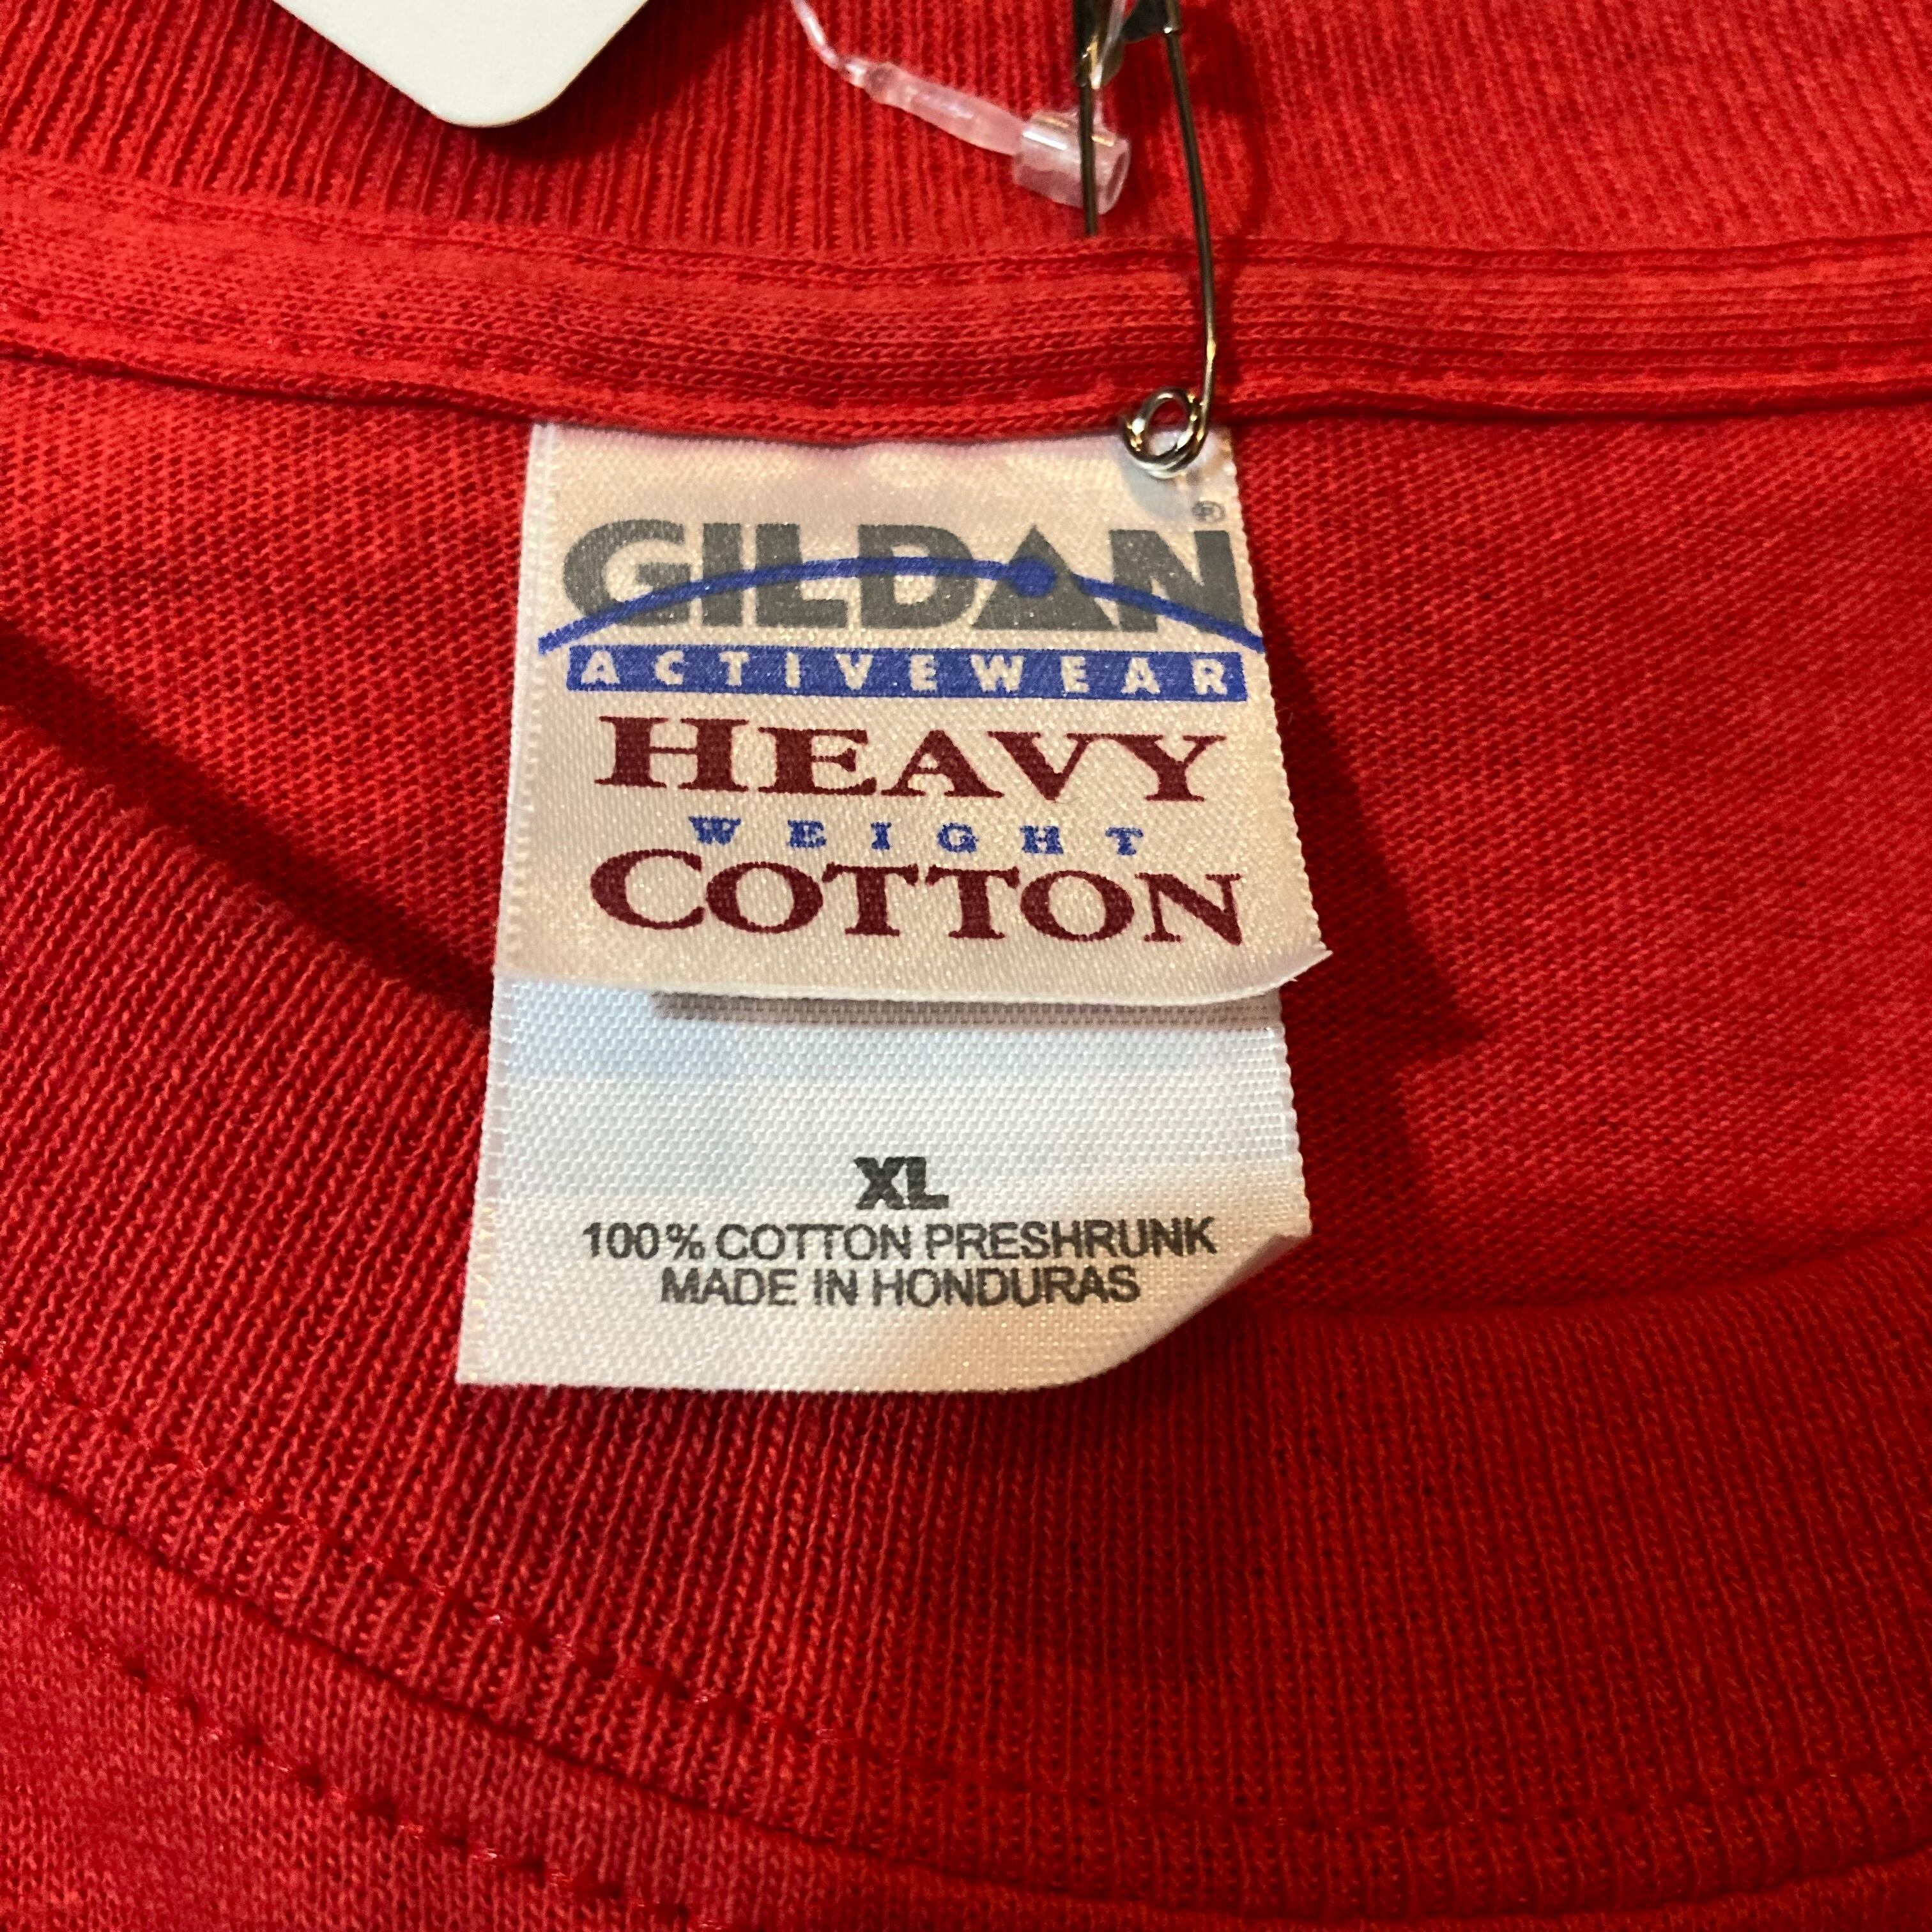 GILDAN®
ACTIVEWEAR
HEAVY
WEIGHT
COTTON
XL
100% COTTON PRESHRUNK
MADE IN HONDURAS